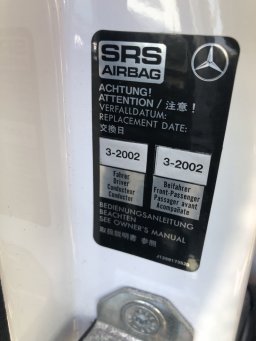 SRS
AIRBAG
ACHTUNG!
ATTENTION / 注意!
VERFALLDATUM:
REPLACEMENT DATE:
交換日
3-2002 3-2002
Fahrer Beifahrer
Driver Front-Passenger
Conducteur Passager avant
Conductor Acompañate
BEDIENUNGSANLEITUNG
BEACHTEN
SEE OWNER'S MANUAL
取扱説明書 参照